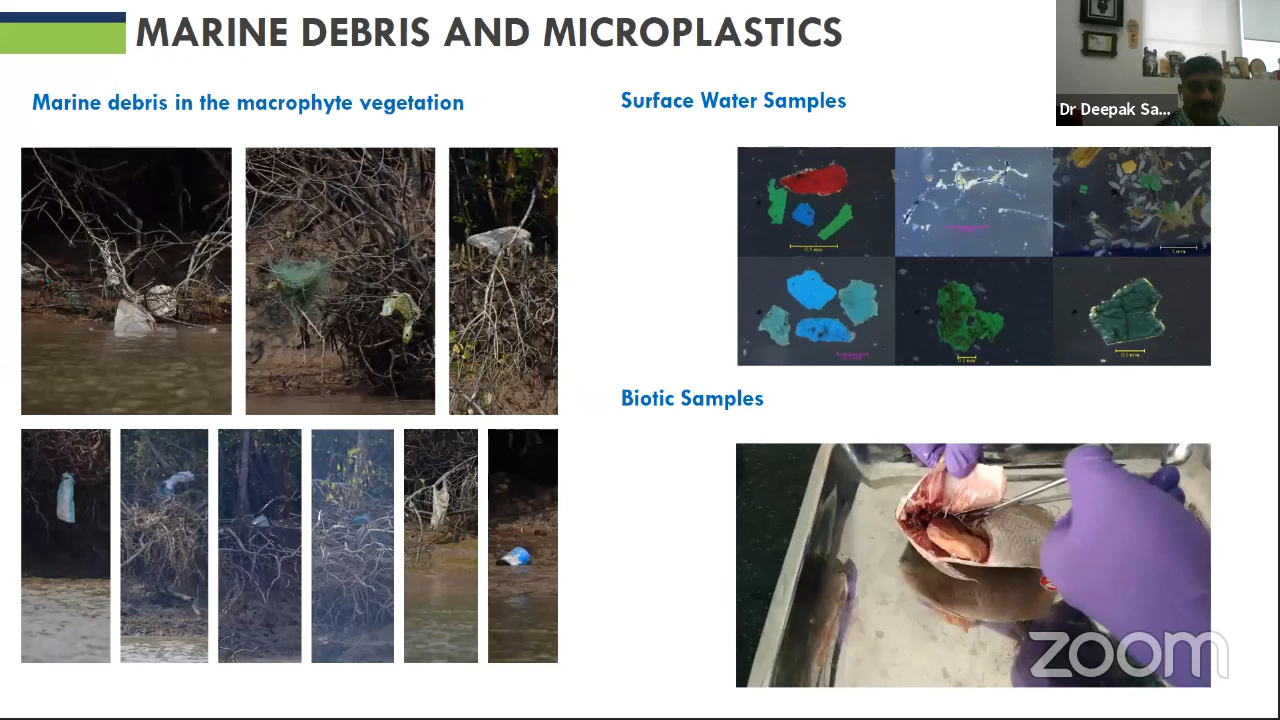 MARINE DEBRIS AND MICROPLASTICS
Dr Deepak Sa...
Marine debris in the macrophyte vegetation
Surface Water Samples
Biotic Samples
zoom